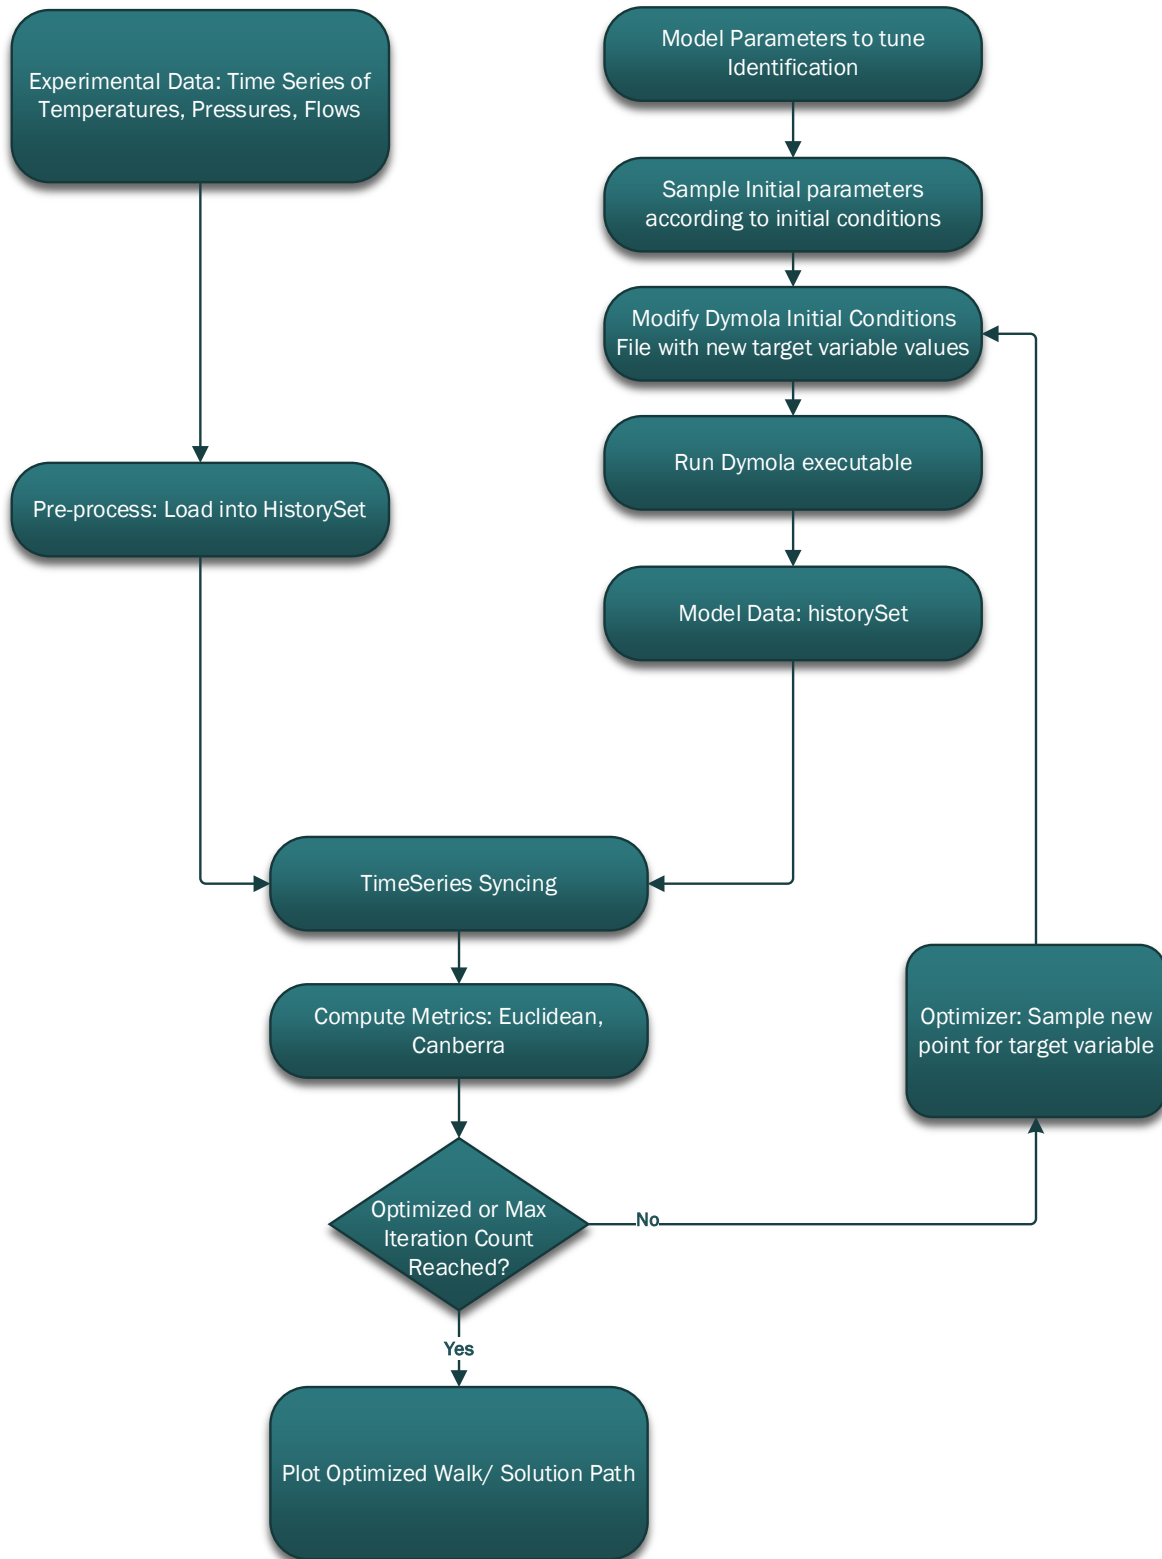 Experimental Data: Time Series of
Temperatures, Pressures, Flows
Model Parameters to tune
Identification
Sample Initial parameters
according to initial conditions
Modify Dymola Initial Conditions
File with new target variable values
Run Dymola executable
Pre-process: Load into HistorySet
Model Data: historySet
TimeSeries Syncing
Compute Metrics: Euclidean,
Canberra
Optimizer: Sample new
point for target variable
Optimized or Max
Iteration Count
Reached?
No
Yes
Plot Optimized Walk/ Solution Path